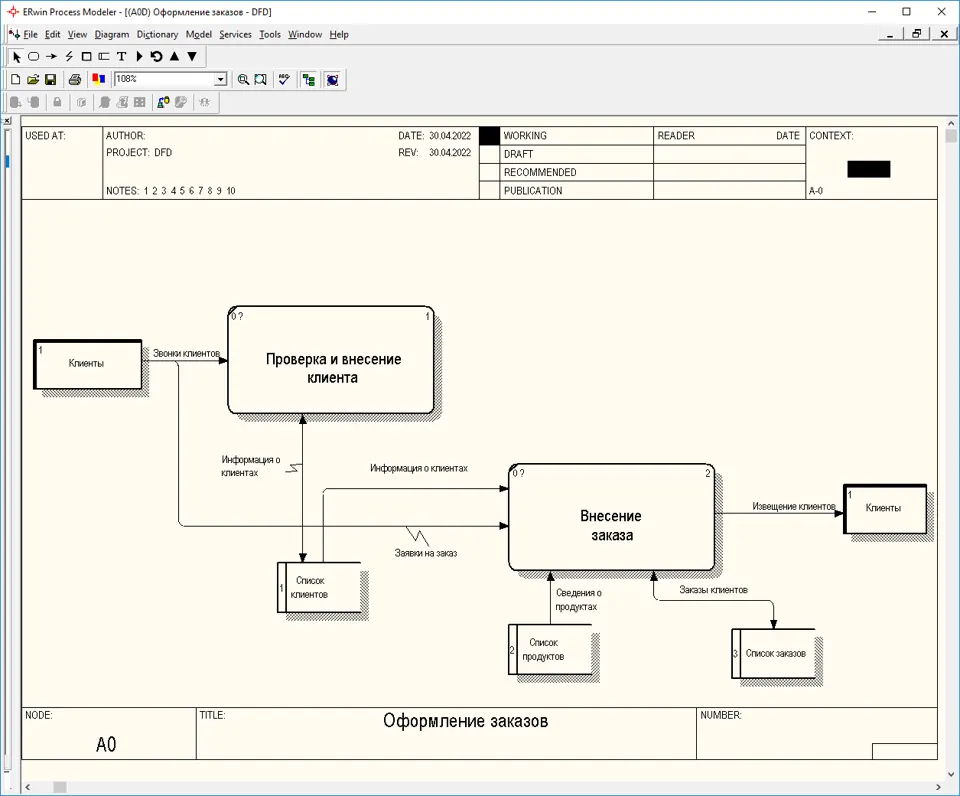 ERwin Process Modeler - [(A0D) Оформление заказов - DFD]
File Edit View Diagram Dictionary Model Services Tools Window Help
108%
USED AT:
AUTHOR:
DATE: 30.04.2022
WORKING
READER
DATE
CONTEXT:
PROJECT: DFD
REV: 30.04.2022
DRAFT
RECOMMENDED
NOTES: 1 2 3 4 5 6 7 8 9 10
PUBLICATION
A-0
0 ?
1
Проверка и внесение
клиента
1
Клиенты
Звонки клиентов
Информация о
клиентах
Информация о клиентах
0 ?
2
Внесение
заказа
Извещение клиентов
1
Клиенты
Заявки на заказ
1
Список
клиентов
Сведения о
продуктах
Заказы клиентов
2
Список
продуктов
3
Список заказов
NODE:
A0
TITLE:
Оформление заказов
NUMBER: